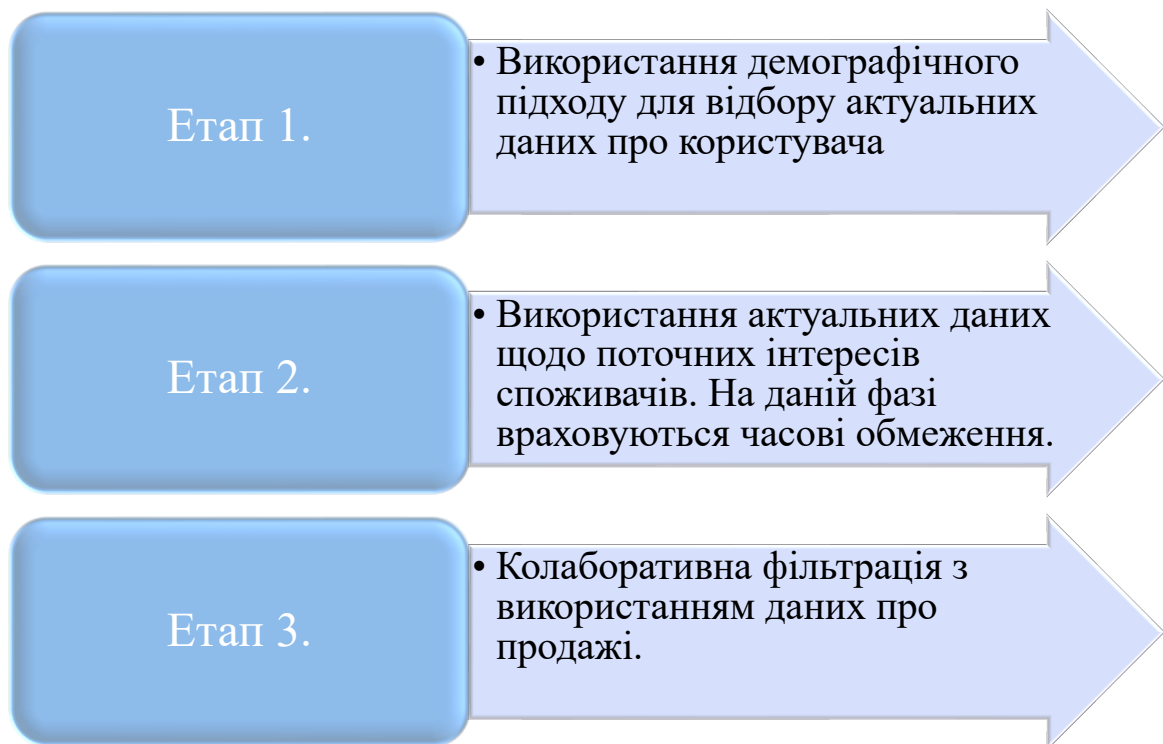 Етап 1.
• Використання демографічного
підходу для відбору актуальних
даних про користувача
Етап 2.
• Використання актуальних даних
щодо поточних інтересів
споживачів. На даній фазі
враховуються часові обмеження.
Етап 3.
• Колаборативна фільтрація з
використанням даних про
продажі.